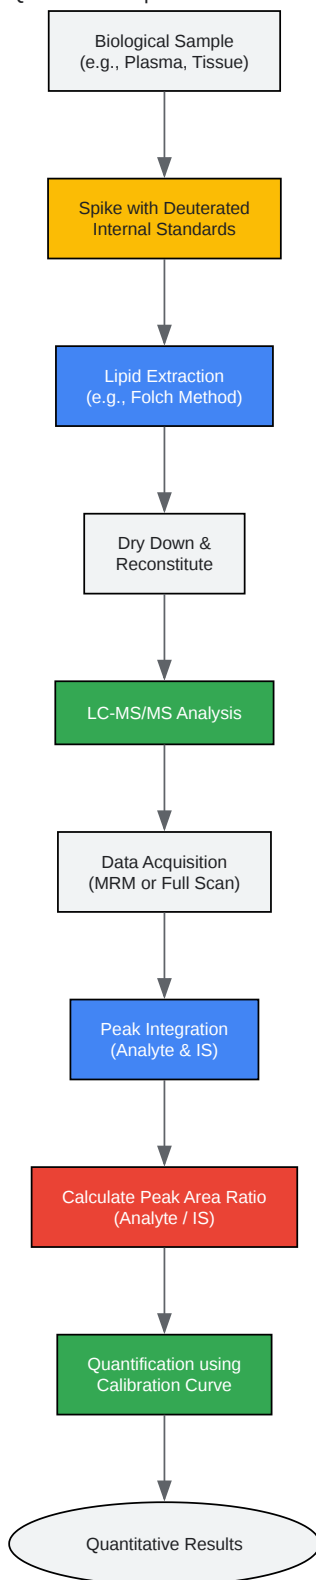 Biological Sample
(e.g., Plasma, Tissue)
Spike with Deuterated
Internal Standards
Lipid Extraction
(e.g., Folch Method)
Dry Down &
Reconstitute
LC-MS/MS Analysis
Data Acquisition
(MRM or Full Scan)
Peak Integration
(Analyte & IS)
Calculate Peak Area Ratio
(Analyte / IS)
Quantification using
Calibration Curve
Quantitative Results